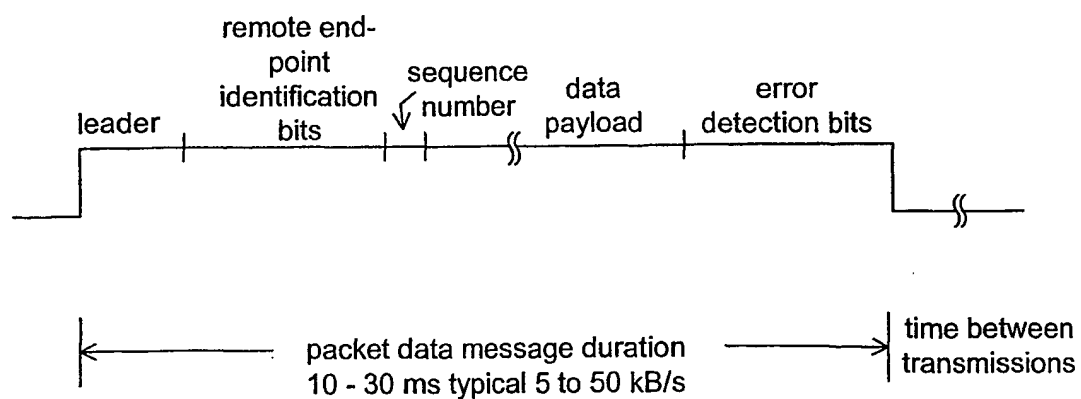 leader
remote end-
point
identification
bits
sequence
number
data
payload
error
detection bits
packet data message duration
10 - 30 ms typical 5 to 50 kB/s
time between
transmissions